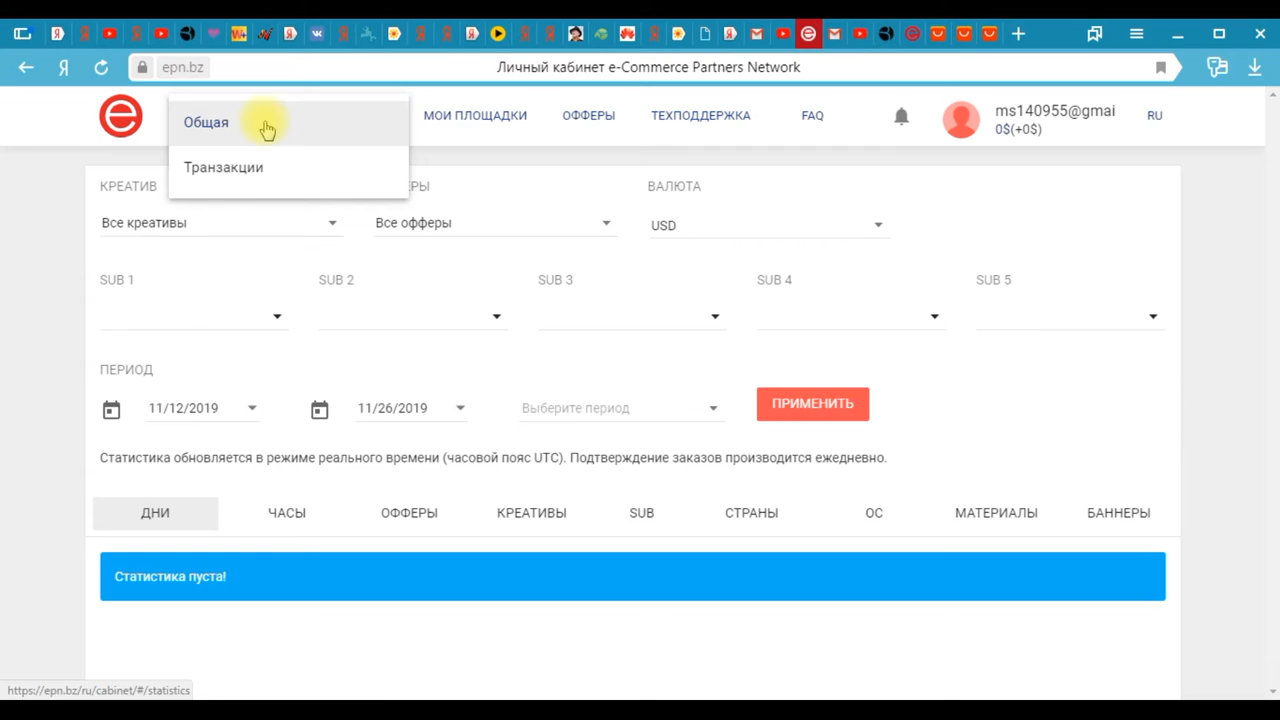 epn.bz
Личный кабинет e-Commerce Partners Network
Общая
Транзакции
МОИ ПЛОЩАДКИ
ОФФЕРЫ
ТЕХПОДДЕРЖКА
FAQ
ms140955@gmai
0$(+0$)
RU
КРЕАТИВ
ВАЛЮТА
Все креативы
Все офферы
USD
SUB 1
SUB 2
SUB 3
SUB 4
SUB 5
ПЕРИОД
11/12/2019
11/26/2019
Выберите период
ПРИМЕНИТЬ
Статистика обновляется в режиме реального времени (часовой пояс UTC). Подтверждение заказов производится ежедневно.
ДНИ
ЧАСЫ
ОФФЕРЫ
КРЕАТИВЫ
SUB
СТРАНЫ
ОС
МАТЕРИАЛЫ
БАННЕРЫ
Статистика пуста!
https://epn.bz/ru/cabinet/#/statistics